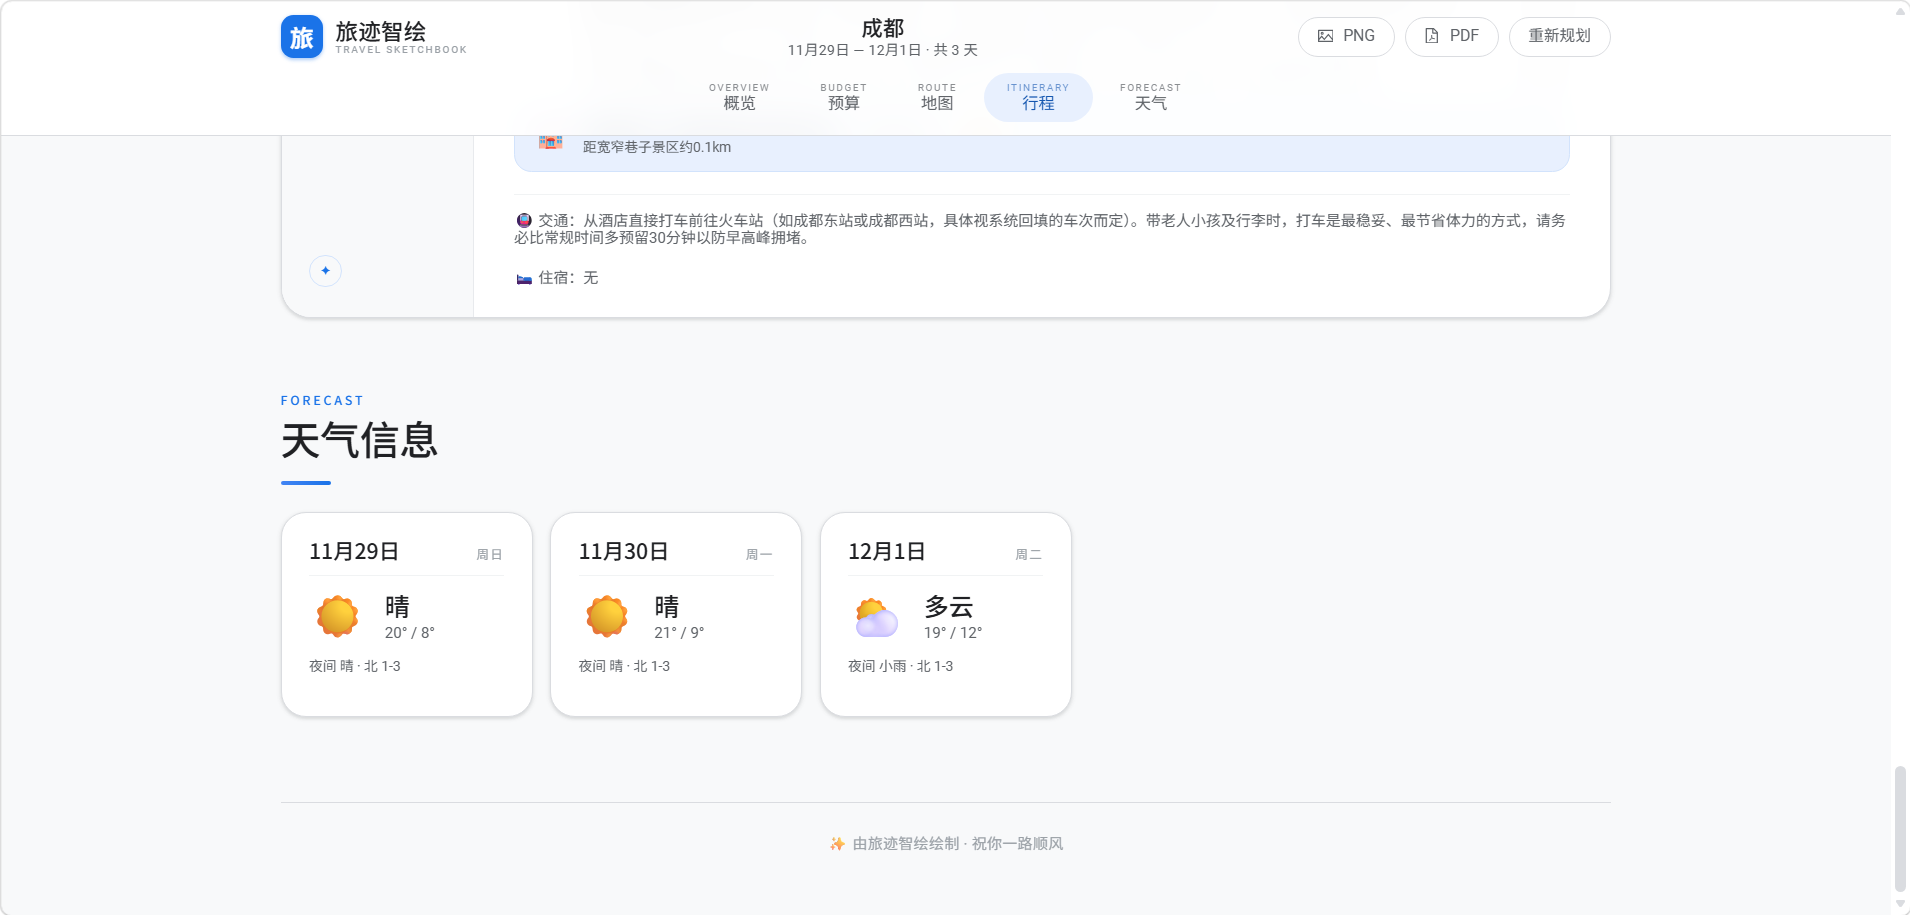 旅
旅迹智绘
TRAVEL SKETCHBOOK
成都
11月29日 — 12月1日 · 共 3 天
PNG
PDF
重新规划
OVERVIEW
概览
BUDGET
预算
ROUTE
地图
ITINERARY
行程
FORECAST
天气
距宽窄巷子景区约0.1km
交通：从酒店直接打车前往火车站（如成都东站或成都西站，具体视系统回填的车次而定）。带老人小孩及行李时，打车是最稳妥、最节省体力的方式，请务
必比常规时间多预留30分钟以防早高峰拥堵。
住宿：无
FORECAST
天气信息
11月29日
周日
晴
20° / 8°
夜间 晴 · 北 1-3
11月30日
周一
晴
21° / 9°
夜间 晴 · 北 1-3
12月1日
周二
多云
19° / 12°
夜间 小雨 · 北 1-3
✨ 由旅迹智绘绘制 · 祝你一路顺风